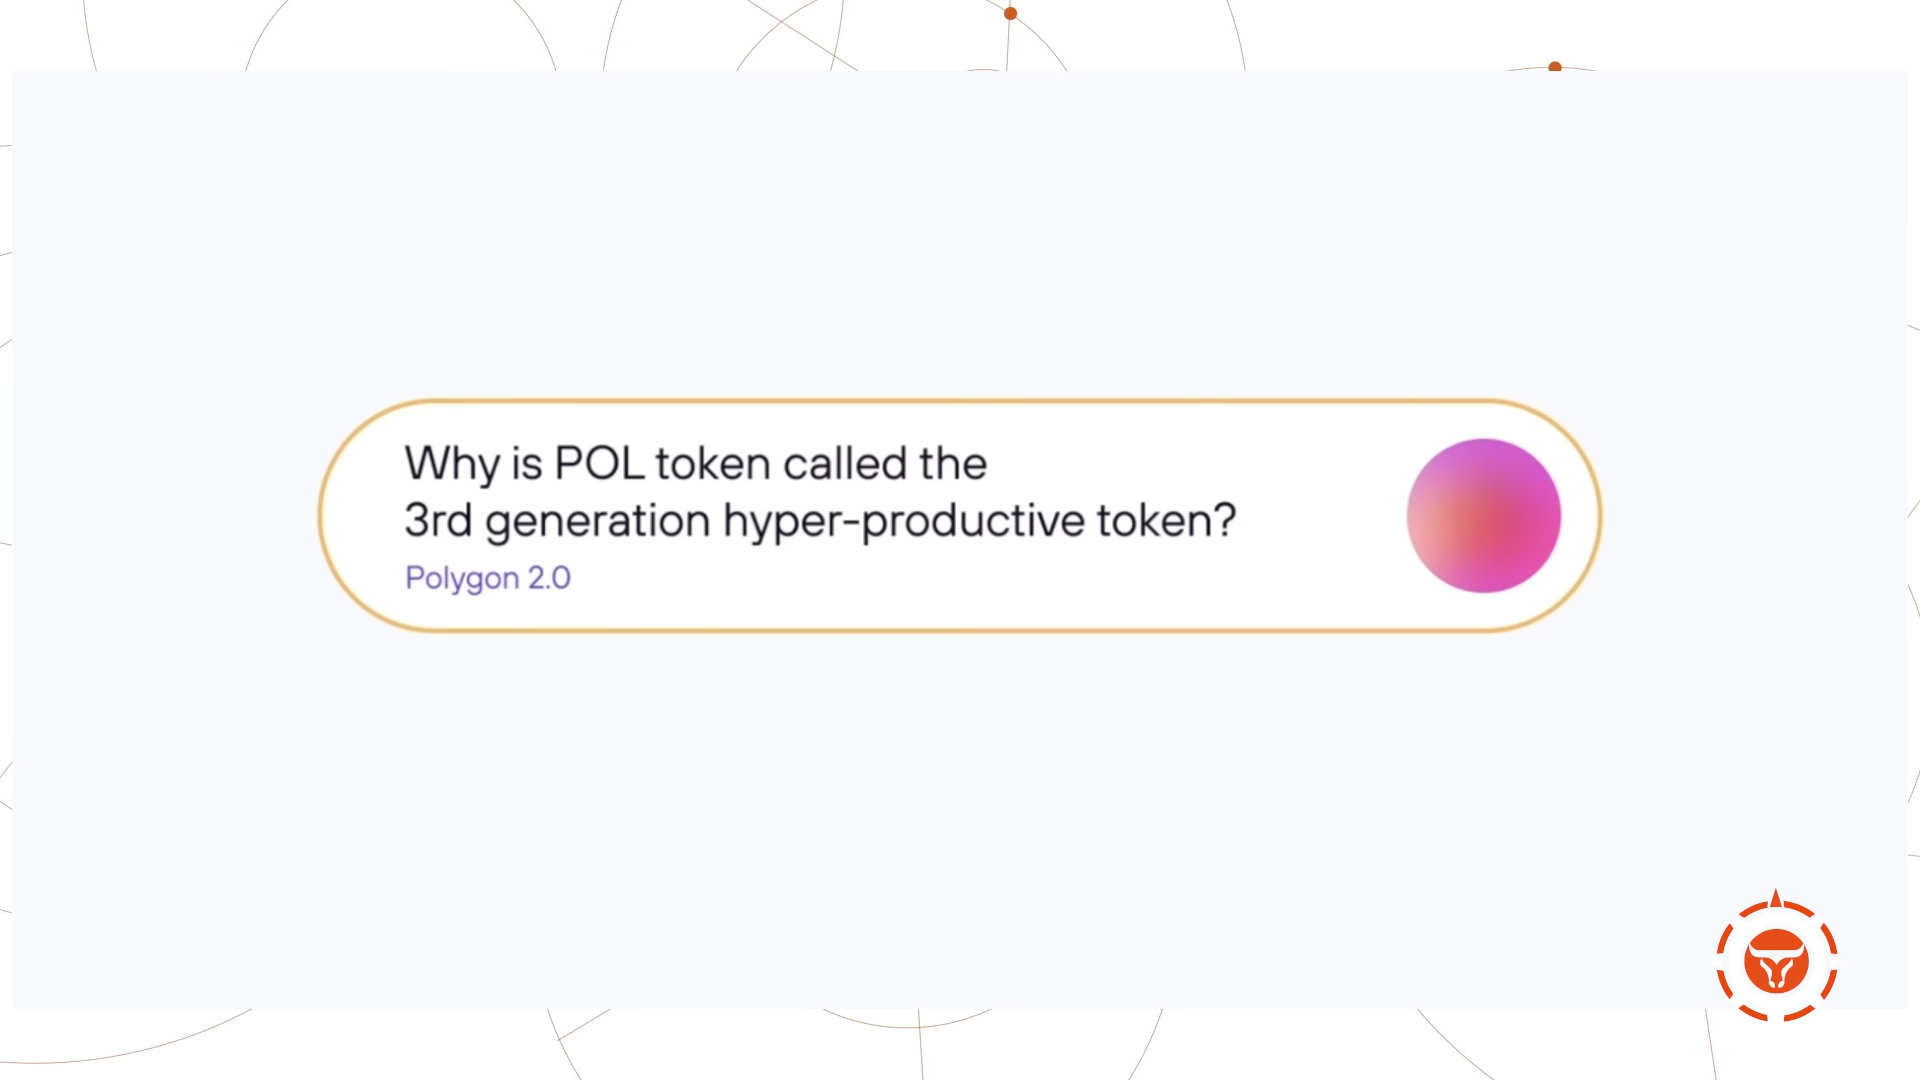 Why is POL token called the
3rd generation hyper-productive token?
Polygon 2.0